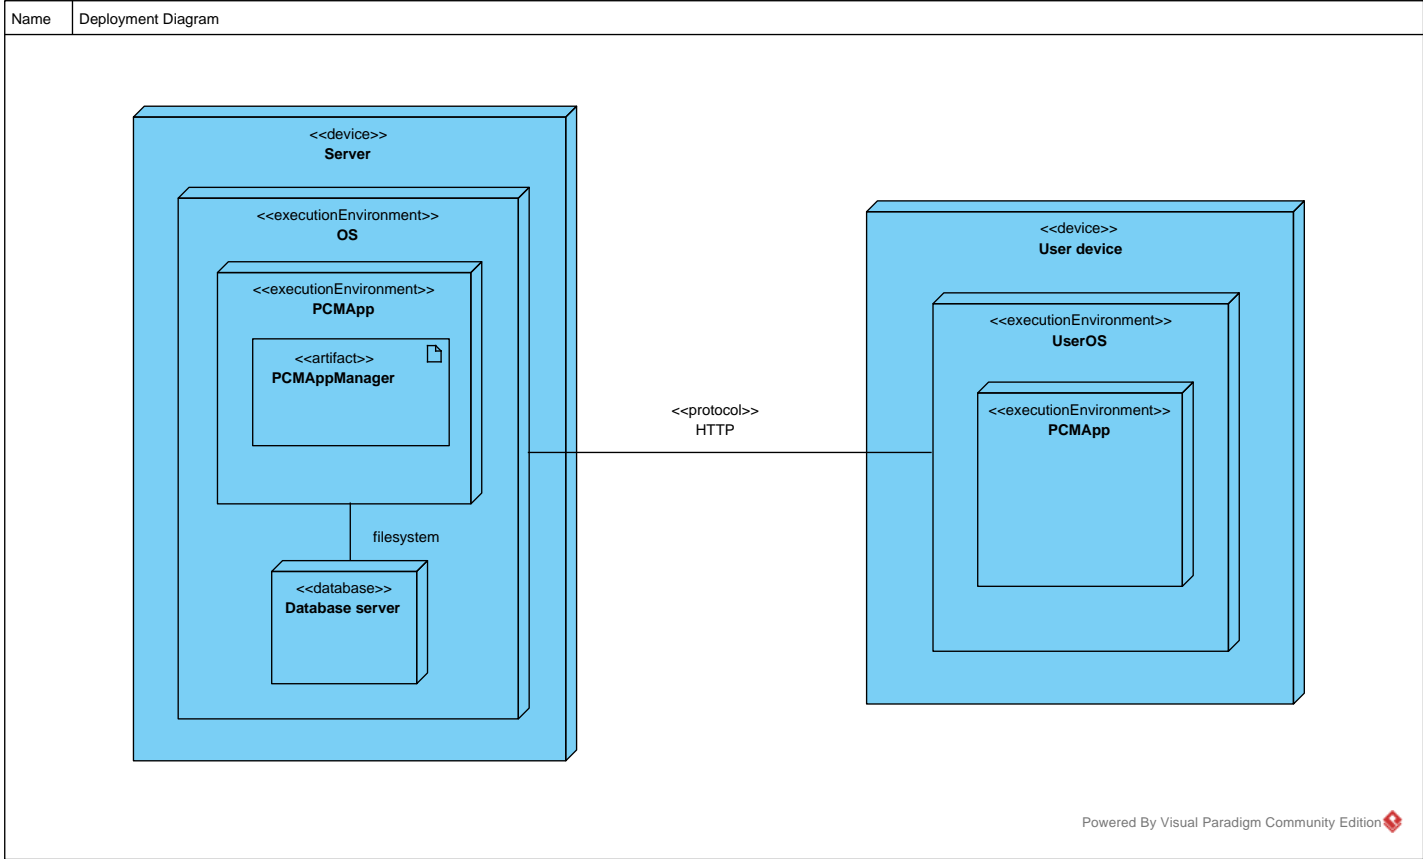 Name
Deployment Diagram
<<device>>
Server
<<executionEnvironment>>
OS
<<executionEnvironment>>
PCMApp
<<artifact>>
PCMAppManager
filesystem
<<database>>
Database server
<<protocol>>
HTTP
<<device>>
User device
<<executionEnvironment>>
UserOS
<<executionEnvironment>>
PCMApp
Powered By Visual Paradigm Community Edition